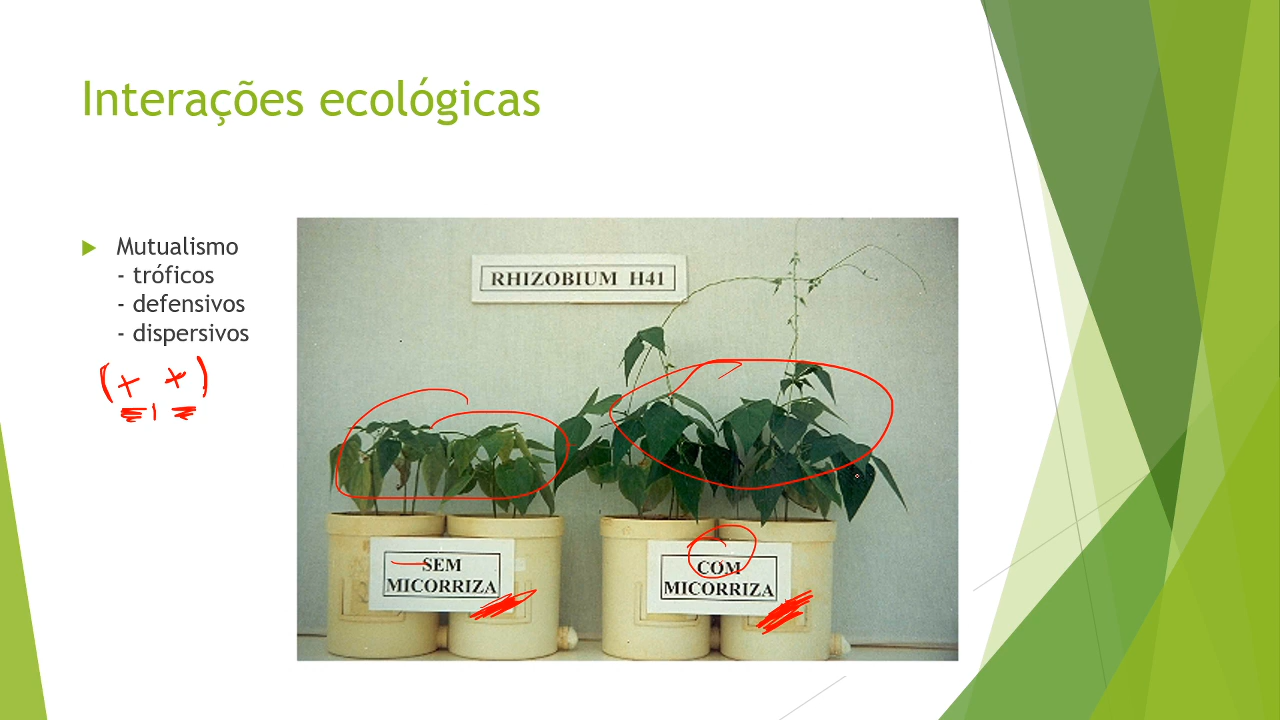 Interações ecológicas
Mutualismo
- tróficos
- defensivos
- dispersivos
(+ +)
RHIZOBIUM H41
SEM
MICORRIZA
COM
MICORRIZA